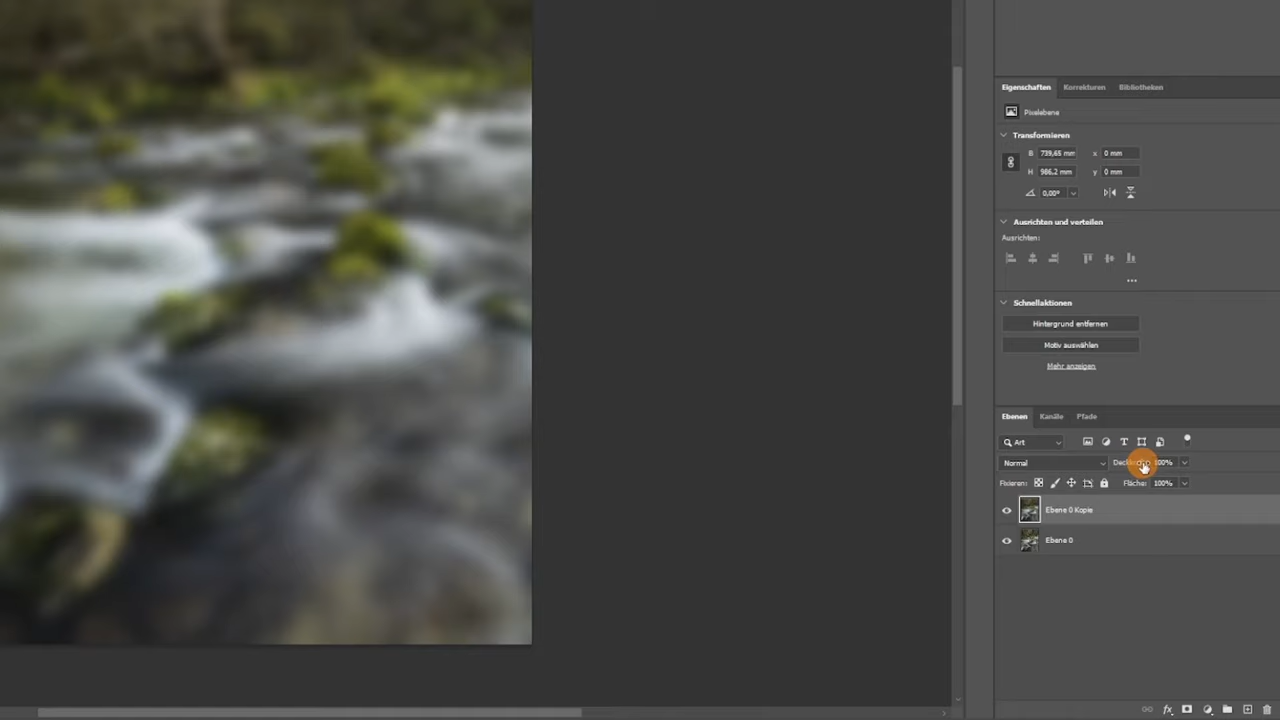 Eigenschaften Korrekturen Bibliotheken
Pixelebene
Transformieren
B 739,65 mm x 0 mm
H 986,2 mm y 0 mm
0,00°
Ausrichten und verteilen
Ausrichten:
Schnellaktionen
Hintergrund entfernen
Motiv auswählen
Mehr anzeigen
Ebenen Kanäle Pfade
Art
Normal 100%
Fixieren: Fläche: 100%
Ebene 0 Kopie
Ebene 0
fx